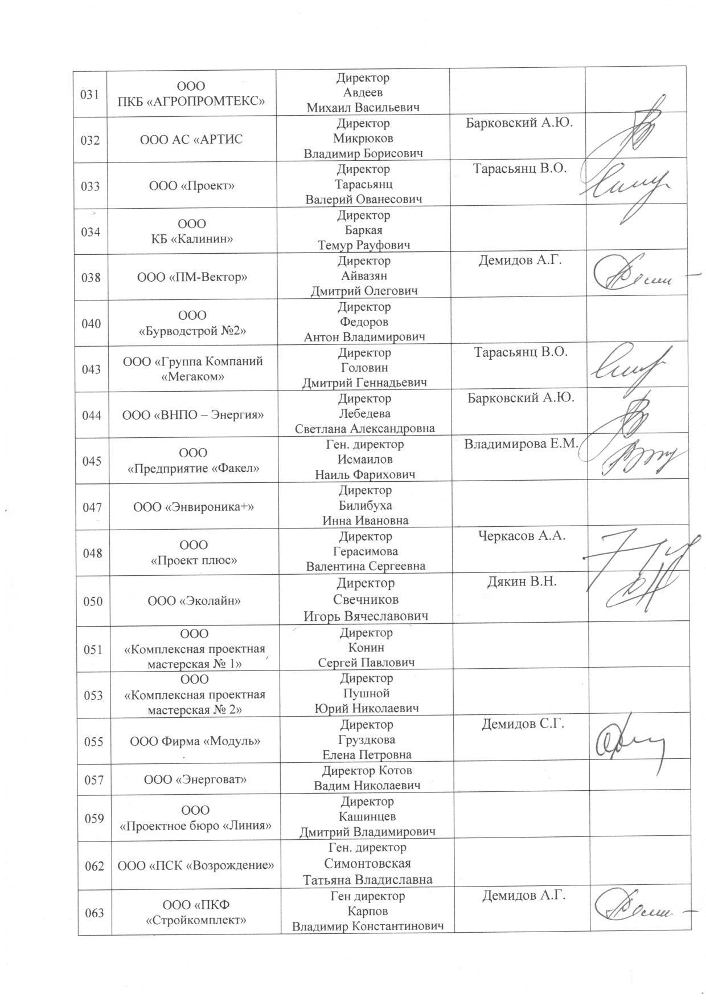 031
ООО
ПКБ «АГРОПРОМТЕКС»
Директор
Авдеев
Михаил Васильевич
032
ООО АС «АРТИС
Директор
Микрюков
Владимир Борисович
Барковский А.Ю.
033
ООО «Проект»
Директор
Тарасьянц
Валерий Ованесович
Тарасьянц В.О.
034
ООО
КБ «Калинин»
Директор
Баркая
Темур Рауфович
038
ООО «ПМ-Вектор»
Директор
Айвазян
Дмитрий Олегович
Демидов А.Г.
040
ООО
«Бурводстрой №2»
Директор
Федоров
Антон Владимирович
043
ООО «Группа Компаний
«Мегаком»
Директор
Головин
Дмитрий Геннадьевич
Тарасьянц В.О.
044
ООО «ВНПО – Энергия»
Директор
Лебедева
Светлана Александровна
Барковский А.Ю.
045
ООО
«Предприятие «Факел»
Ген. директор
Исмаилов
Наиль Фарихович
Владимирова Е.М.
047
ООО «Энвироника+»
Директор
Билибуха
Инна Ивановна
048
ООО
«Проект плюс»
Директор
Герасимова
Валентина Сергеевна
Черкасов А.А.
050
ООО «Эколайн»
Директор
Свечников
Игорь Вячеславович
Дякин В.Н.
051
ООО
«Комплексная проектная
мастерская № 1»
Директор
Конин
Сергей Павлович
053
ООО
«Комплексная проектная
мастерская № 2»
Директор
Пушной
Юрий Николаевич
055
ООО Фирма «Модуль»
Директор
Груздкова
Елена Петровна
Демидов С.Г.
057
ООО «Энерговат»
Директор Котов
Вадим Николаевич
059
ООО
«Проектное бюро «Линия»
Директор
Кашинцев
Дмитрий Владимирович
062
ООО «ПСК «Возрождение»
Ген. директор
Симонтовская
Татьяна Владиславна
063
ООО «ПКФ
«Стройкомплект»
Ген директор
Карпов
Владимир Константинович
Демидов А.Г.